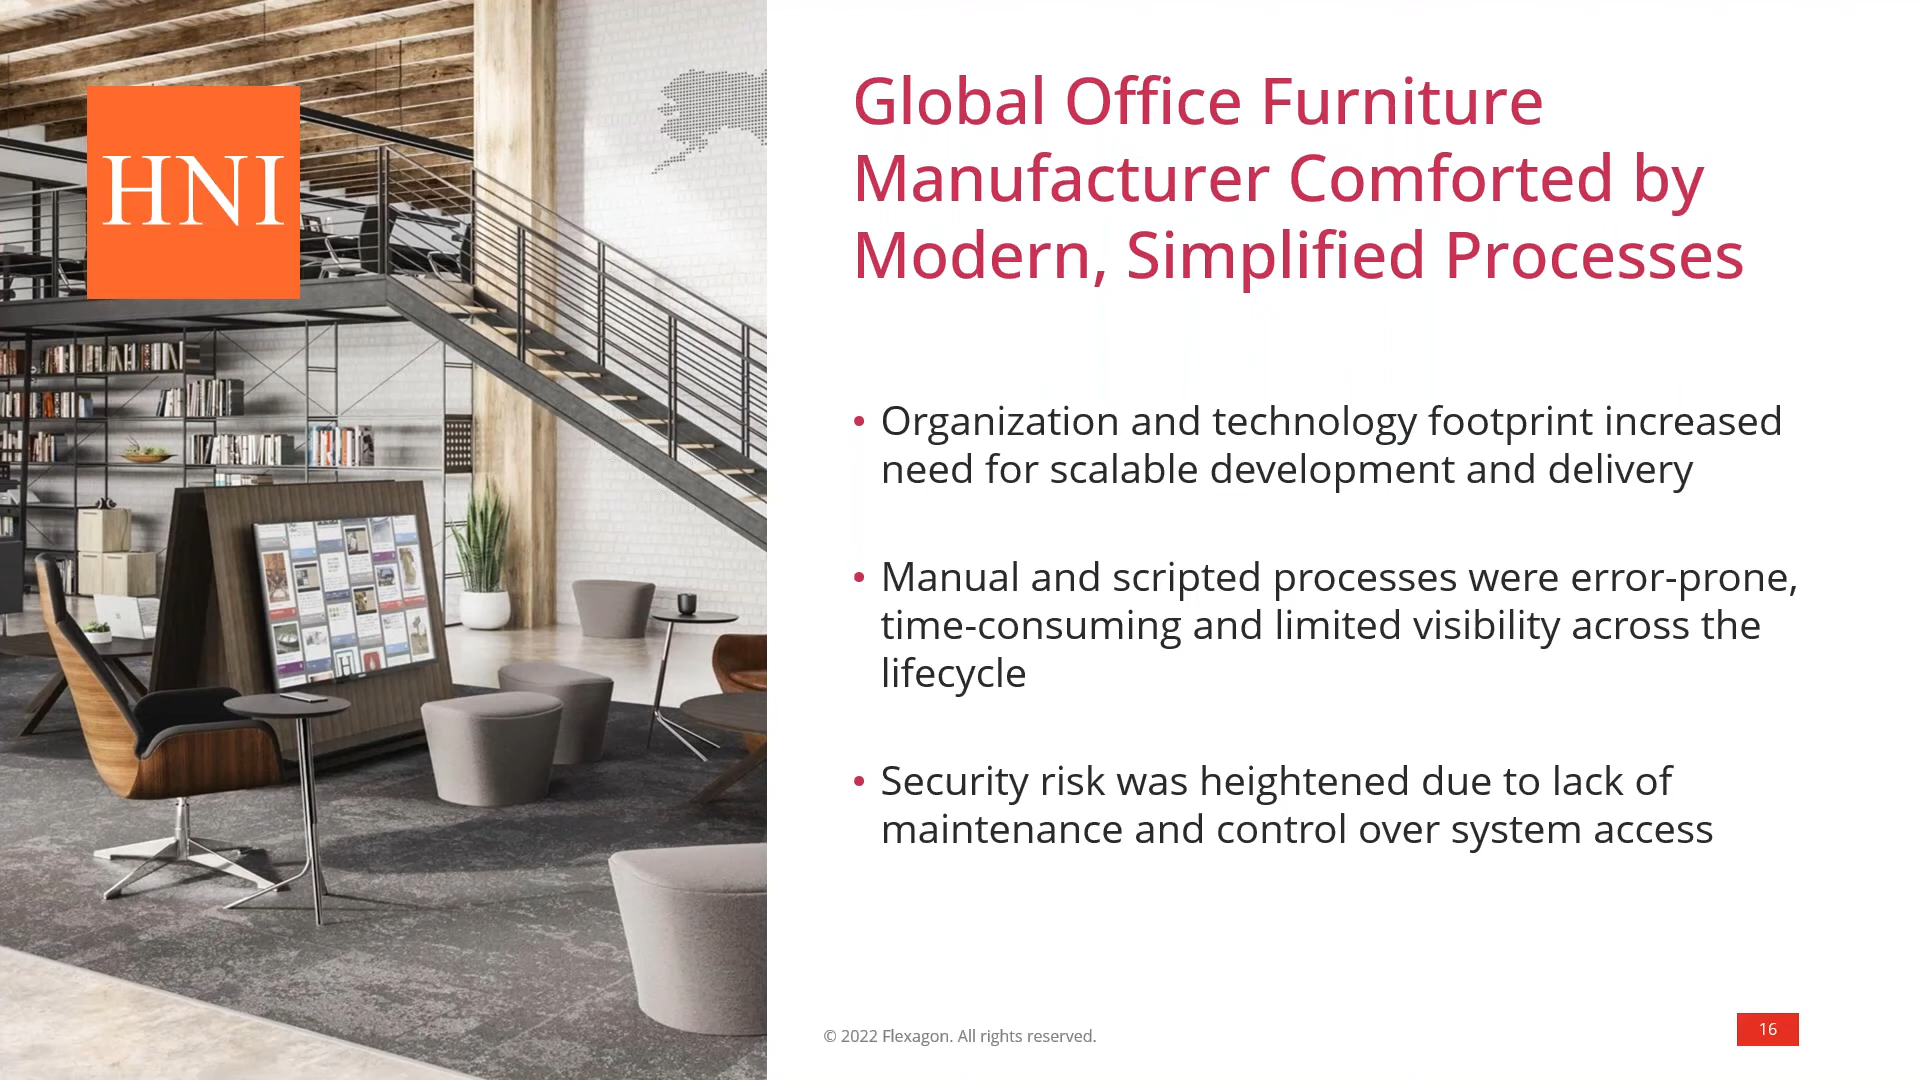 HNI
Global Office Furniture
Manufacturer Comforted by
Modern, Simplified Processes
• Organization and technology footprint increased
need for scalable development and delivery
• Manual and scripted processes were error-prone,
time-consuming and limited visibility across the
lifecycle
• Security risk was heightened due to lack of
maintenance and control over system access
© 2022 Flexagon. All rights reserved.
16